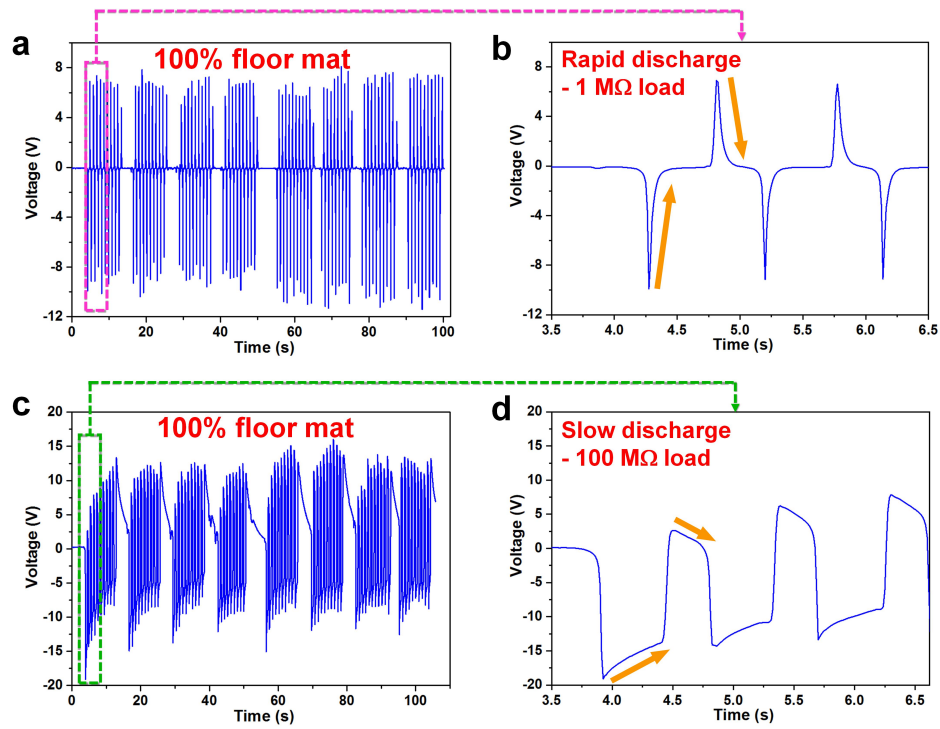 a
100% floor mat
8
4
0
-4
-8
-12
Voltage (V)
0 20 40 60 80 100
Time (s)
b
Rapid discharge
- 1 MΩ load
8
4
0
-4
-8
-12
Voltage (V)
3.5 4.0 4.5 5.0 5.5 6.0 6.5
Time (s)
c
100% floor mat
20
15
10
5
0
-5
-10
-15
-20
Voltage (V)
0 20 40 60 80 100
Time (s)
d
Slow discharge
- 100 MΩ load
20
15
10
5
0
-5
-10
-15
-20
Voltage (V)
3.5 4.0 4.5 5.0 5.5 6.0 6.5
Time (s)